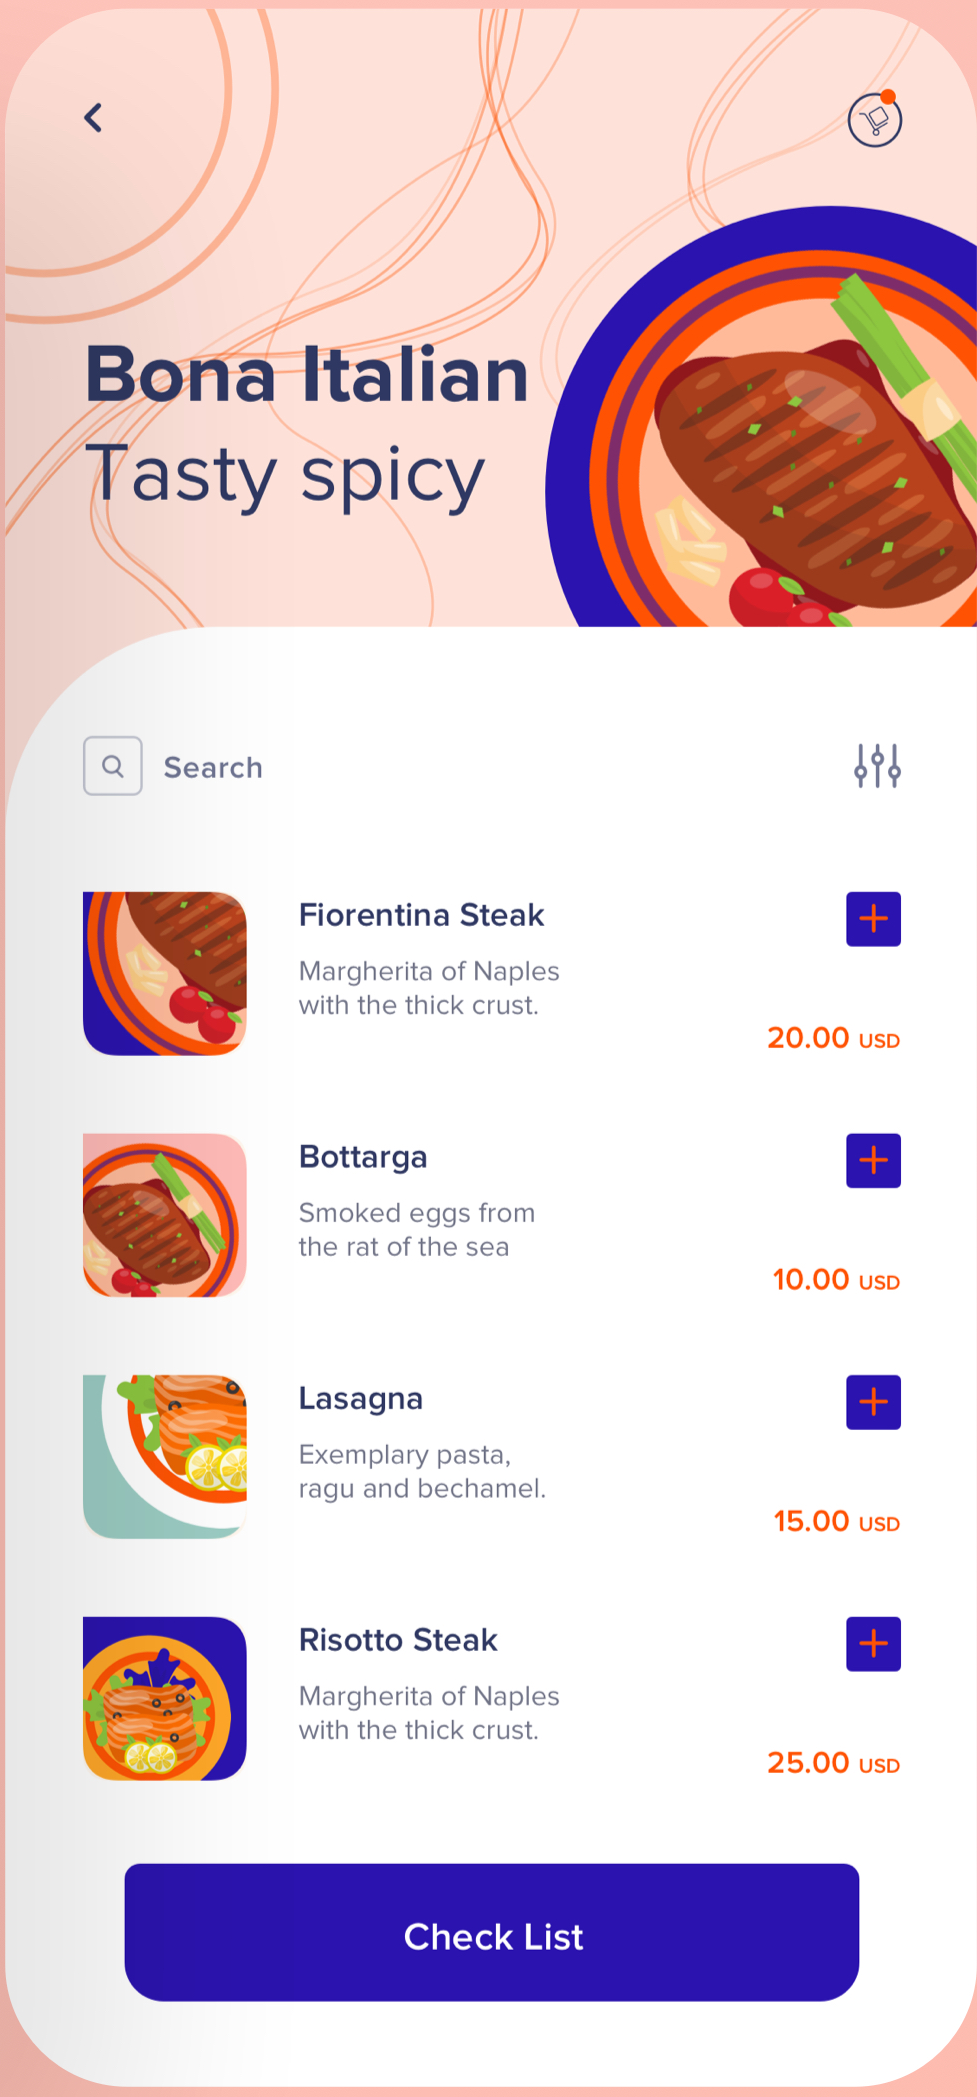 Bona Italian
Tasty spicy
Search
Fiorentina Steak
Margherita of Naples
with the thick crust.
20.00 USD
Bottarga
Smoked eggs from
the rat of the sea
10.00 USD
Lasagna
Exemplary pasta,
ragu and bechamel.
15.00 USD
Risotto Steak
Margherita of Naples
with the thick crust.
25.00 USD
Check List